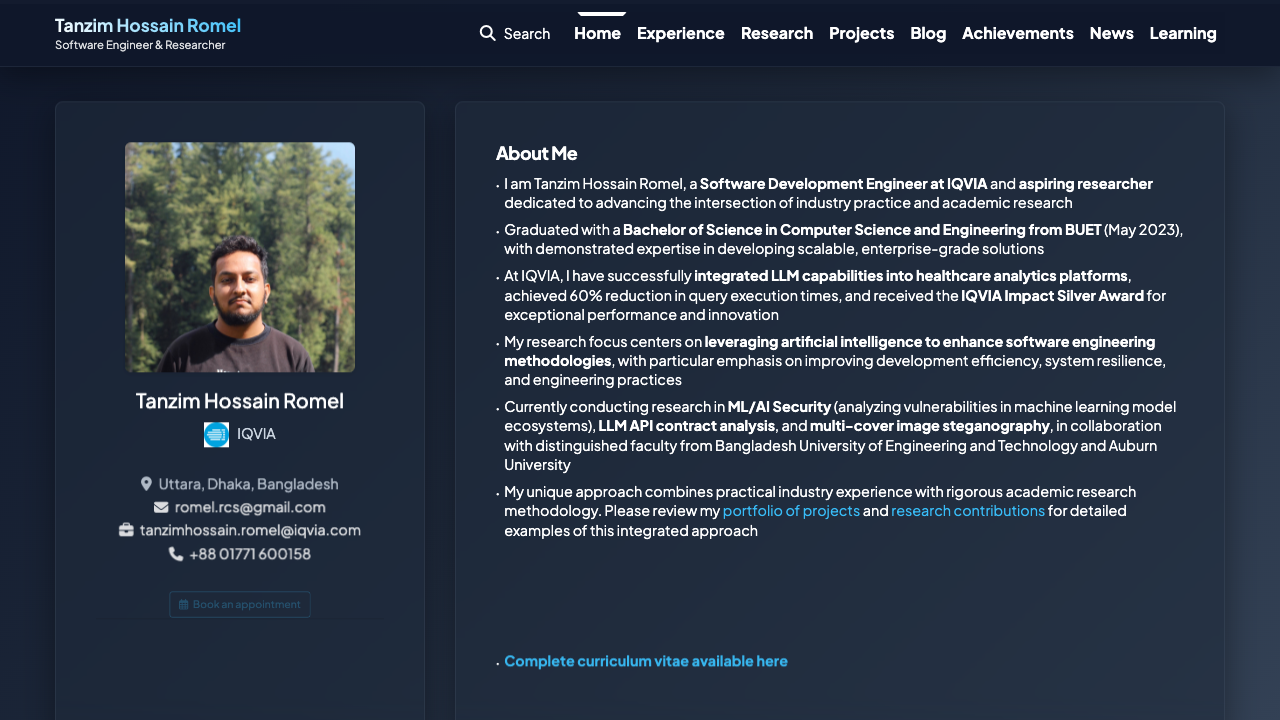 Tanzim Hossain Romel
Software Engineer & Researcher
Search
Home
Experience
Research
Projects
Blog
Achievements
News
Learning
Tanzim Hossain Romel
IQVIA
Uttara, Dhaka, Bangladesh
romel.rcs@gmail.com
tanzimhossain.romel@iqvia.com
+88 01771 600158
Book an appointment
About Me
· I am Tanzim Hossain Romel, a Software Development Engineer at IQVIA and aspiring researcher
dedicated to advancing the intersection of industry practice and academic research
· Graduated with a Bachelor of Science in Computer Science and Engineering from BUET (May 2023),
with demonstrated expertise in developing scalable, enterprise-grade solutions
· At IQVIA, I have successfully integrated LLM capabilities into healthcare analytics platforms,
achieved 60% reduction in query execution times, and received the IQVIA Impact Silver Award for
exceptional performance and innovation
· My research focus centers on leveraging artificial intelligence to enhance software engineering
methodologies, with particular emphasis on improving development efficiency, system resilience,
and engineering practices
· Currently conducting research in ML/AI Security (analyzing vulnerabilities in machine learning model
ecosystems), LLM API contract analysis, and multi-cover image steganography, in collaboration
with distinguished faculty from Bangladesh University of Engineering and Technology and Auburn
University
· My unique approach combines practical industry experience with rigorous academic research
methodology. Please review my portfolio of projects and research contributions for detailed
examples of this integrated approach
· Complete curriculum vitae available here